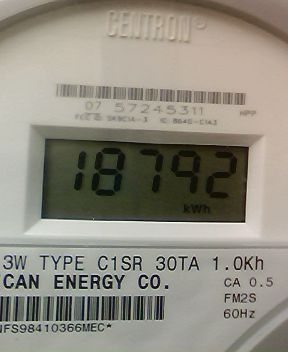 CENTRON®
07 57245311 HPP
18792
kWh
3W TYPE C1SR 30TA 1.0Kh
CAN ENERGY CO. CA 0.5
FM2S
60Hz
NFS98410366MEC*